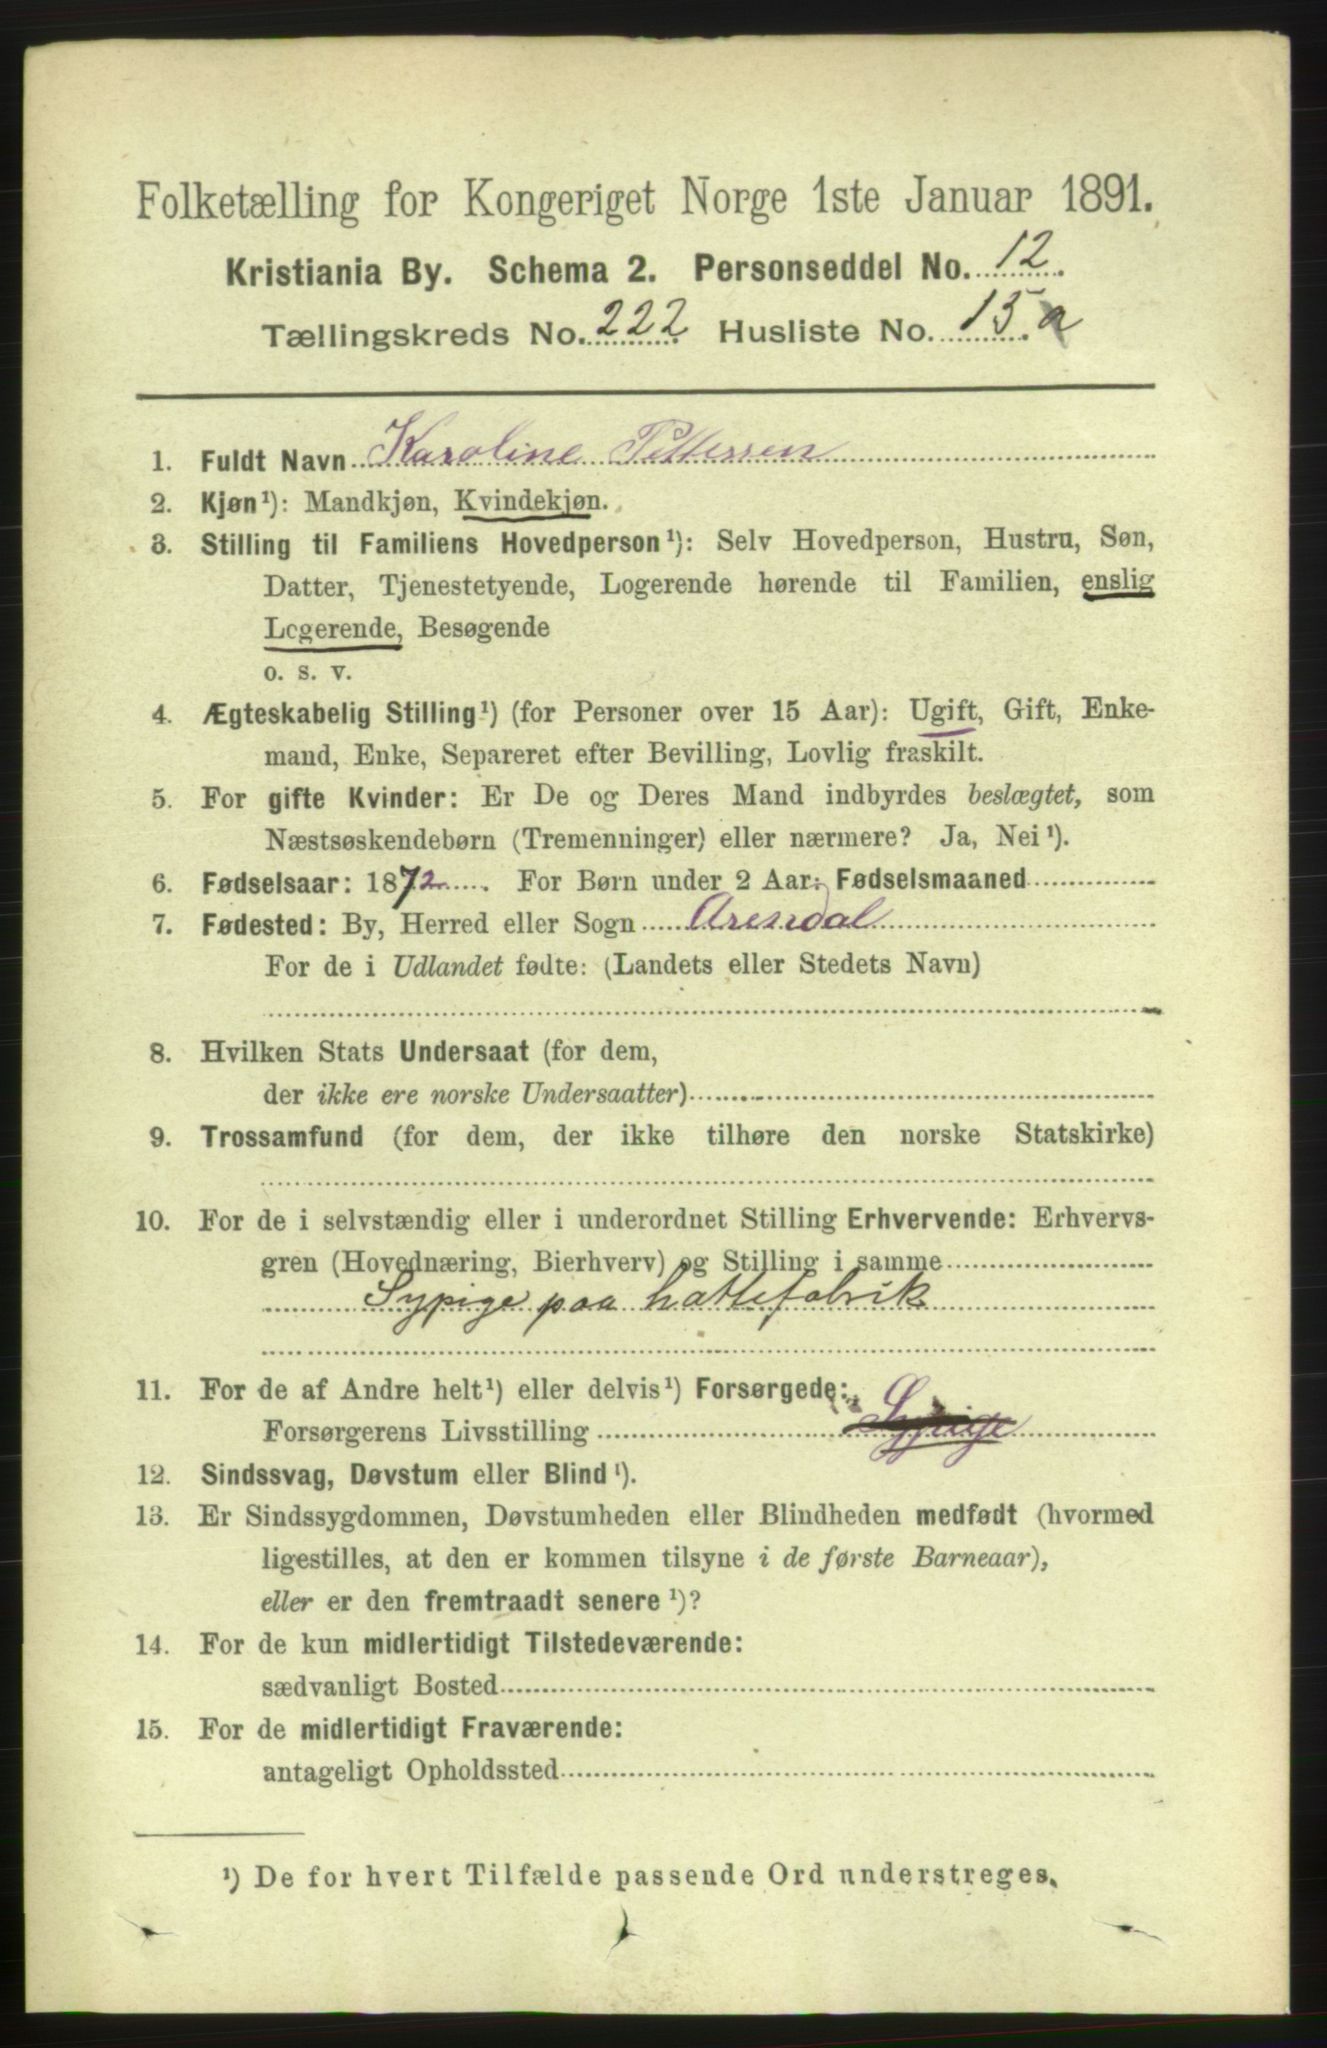 Folketælling for Kongeriget Norge 1ste Januar 1891.
Kristiania By. Schema 2. Personseddel No. 12.
Tællingskreds No. 222 Husliste No. 15.a
1. Fuldt Navn Karoline Pettersen
2. Kjøn¹): Mandkjøn, Kvindekjøn.
3. Stilling til Familiens Hovedperson¹): Selv Hovedperson, Hustru, Søn,
Datter, Tjenestetyende, Logerende hørende til Familien, enslig
Logerende, Besøgende
o. s. v.
4. Ægteskabelig Stilling¹) (for Personer over 15 Aar): Ugift, Gift, Enke-
mand, Enke, Separeret efter Bevilling, Lovlig fraskilt.
5. For gifte Kvinder: Er De og Deres Mand indbyrdes beslægtet, som
Næstsøskendebørn (Tremenninger) eller nærmere? Ja, Nei¹).
6. Fødselsaar: 1872. For Børn under 2 Aar: Fødselsmaaned
7. Fødested: By, Herred eller Sogn Arendal
For de i Udlandet fødte: (Landets eller Stedets Navn)
8. Hvilken Stats Undersaat (for dem,
der ikke ere norske Undersaatter)
9. Trossamfund (for dem, der ikke tilhøre den norske Statskirke)
10. For de i selvstændig eller i underordnet Stilling Erhvervende: Erhvervs-
gren (Hovednæring, Bierhverv) og Stilling i samme
Sypige paa hattefabrik
11. For de af Andre helt¹) eller delvis¹) Forsørgede:
Forsørgerens Livsstilling Sypige
12. Sindssvag, Døvstum eller Blind¹).
13. Er Sindssygdommen, Døvstumheden eller Blindheden medfødt (hvormed
ligestilles, at den er kommen tilsyne i de første Barneaar),
eller er den fremtraadt senere¹)?
14. For de kun midlertidigt Tilstedeværende:
sædvanligt Bosted
15. For de midlertidigt Fraværende:
antageligt Opholdssted
¹) De for hvert Tilfælde passende Ord understreges.